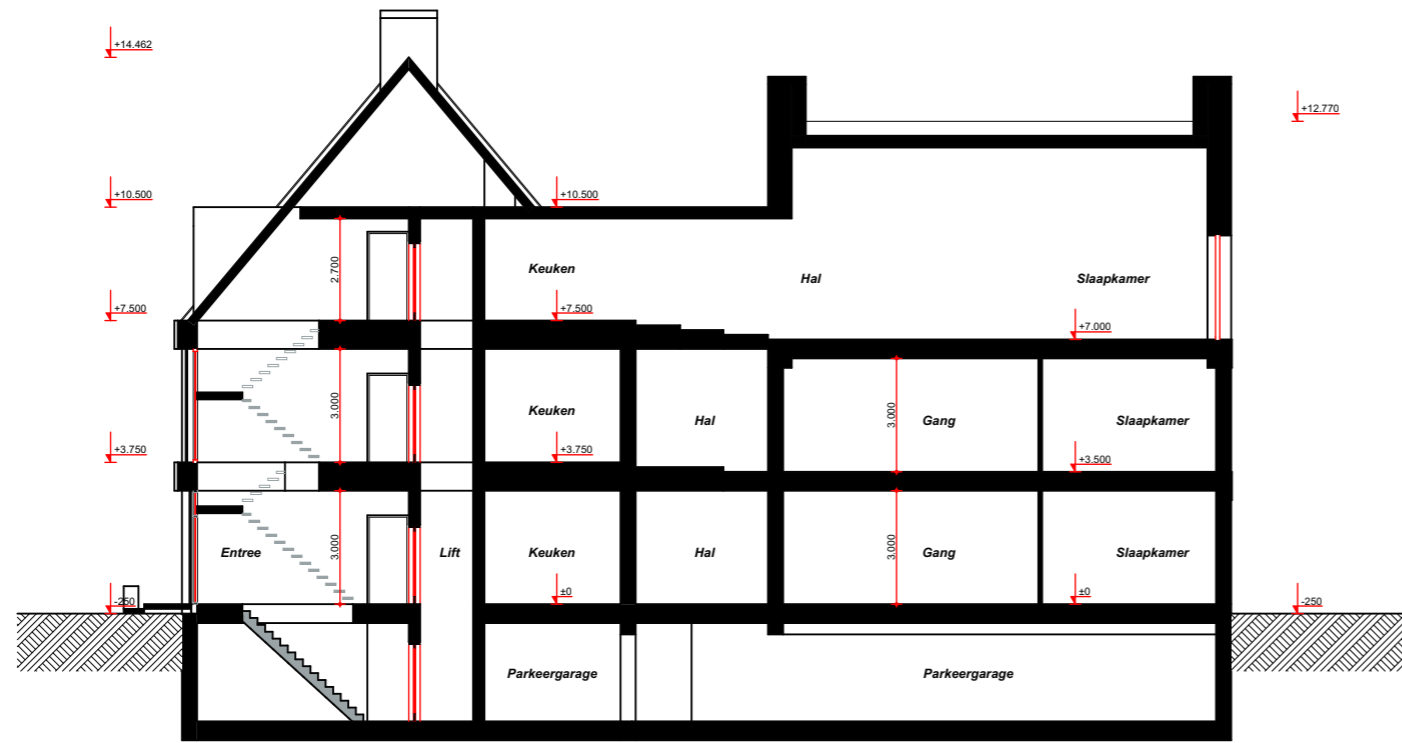 +14.462
+12.770
+10.500
+10.500
2.700
Keuken
Hal
Slaapkamer
+7.500
+7.500
+7.000
3.000
Keuken
Hal
3.000
Gang
Slaapkamer
+3.750
+3.750
+3.500
Entree
3.000
Lift
Keuken
Hal
3.000
Gang
Slaapkamer
±0
±0
-250
-250
Parkeergarage
Parkeergarage